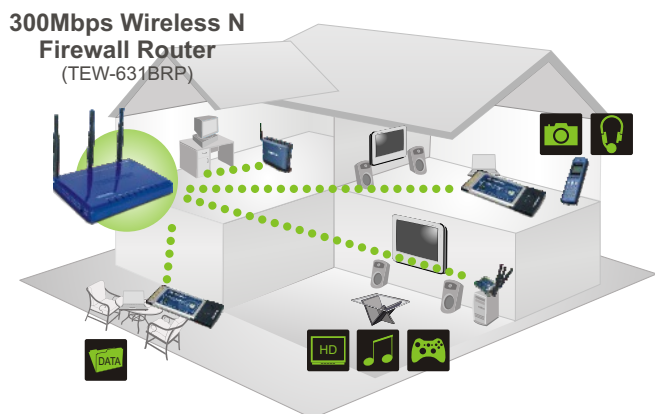 300Mbps Wireless N
Firewall Router
(TEW-631BRP)
HD
DATA